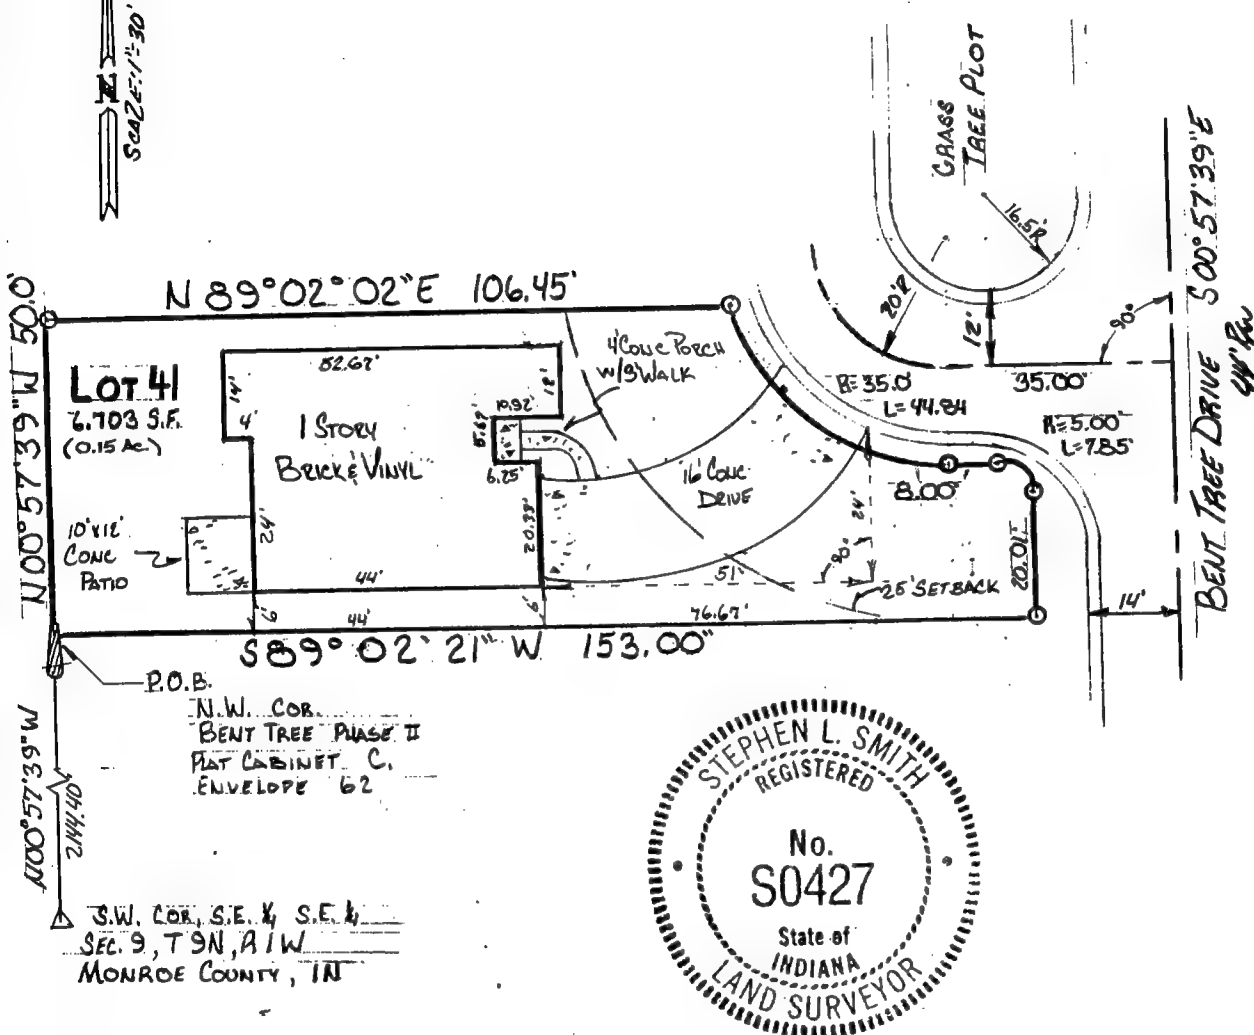 SCALE: 1"=30'
N
GRASS
TREE PLOT
16.5R'
20'R
12'
90°
35.00'
BENT TREE DRIVE S00°57'39"E
44' R/W
N 89°02°02"E 106.45'
N00°57'39"W 50.0'
LOT 41
6.703 S.F.
(0.15 Ac.)
52.67'
14'
4'
18'
10.92'
5.67'
6.25'
1 STORY
BRICK & VINYL
4' CONC PORCH
W/3' WALK
R=35.0'
L=44.84
R=5.00'
L=7.85'
8.00'
16' CONC
DRIVE
24'
90°
20.01'
10'x12'
CONC
PATIO
24'
20.33'
44'
51'
25' SETBACK
14'
6'
44'
6'
76.67'
S89°02'21"W 153.00"
P.O.B.
N.W. COR.
BENT TREE PHASE II
PLAT CABINET C,
ENVELOPE 62
N00°57'39"W
2144.40'
S.W. COR, S.E. ¼, S.E. ¼
SEC. 9, T 9N, R 1 W
MONROE COUNTY, IN
STEPHEN L. SMITH
REGISTERED
No.
S0427
State of
INDIANA
LAND SURVEYOR